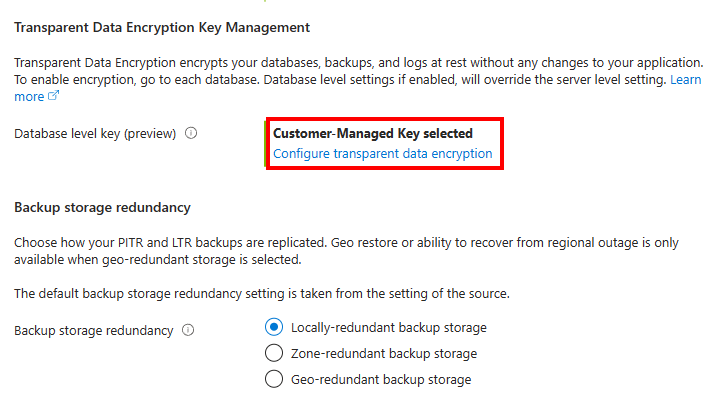 Transparent Data Encryption Key Management
Transparent Data Encryption encrypts your databases, backups, and logs at rest without any changes to your application.
To enable encryption, go to each database. Database level settings if enabled, will override the server level setting. Learn
more
Database level key (preview)
Customer-Managed Key selected
Configure transparent data encryption
Backup storage redundancy
Choose how your PITR and LTR backups are replicated. Geo restore or ability to recover from regional outage is only
available when geo-redundant storage is selected.
The default backup storage redundancy setting is taken from the setting of the source.
Backup storage redundancy
Locally-redundant backup storage
Zone-redundant backup storage
Geo-redundant backup storage